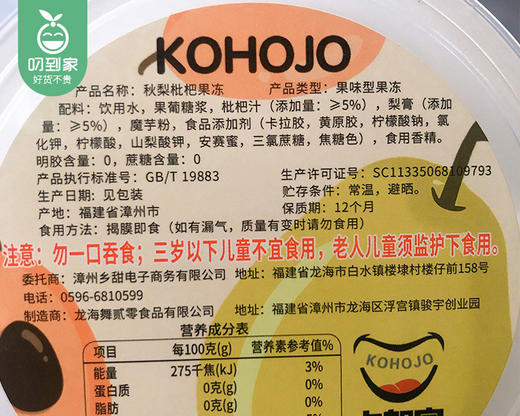 叨到家
好货不贵
KOHOJO
产品名称：秋梨枇杷果冻 产品类型：果味型果冻
配料：饮用水，果葡糖浆，枇杷汁（添加量：≥5%），梨膏（添加
量：≥5%），魔芋粉，食品添加剂（卡拉胶，黄原胶，柠檬酸钠，氯
化钾，柠檬酸，山梨酸钾，安赛蜜，三氯蔗糖，焦糖色），食用香精。
明胶含量：0，蔗糖含量：0
产品执行标准号：GB/T 19883 生产许可证号：SC11335068109793
生产日期：见包装 贮存条件：常温，避晒。
产地：福建省漳州市 保质期：12个月
食用方法：揭膜即食（如有漏气，质量有变时请勿食用）
注意：勿一口吞食；三岁以下儿童不宜食用，老人儿童须监护下食用。
委托商：漳州乡甜电子商务有限公司 地址：福建省龙海市白水镇楼埭村楼仔前158号
电话：0596-6810599
制造商：龙海舞贰零食品有限公司 地址：福建省漳州市龙海区浮宫镇骏宇创业园
营养成分表
项目 每100克(g) 营养素参考值%
能量 275千焦(kJ) 3%
蛋白质 0克(g) 0%
脂肪 0克(g) 0%
KOHOJO